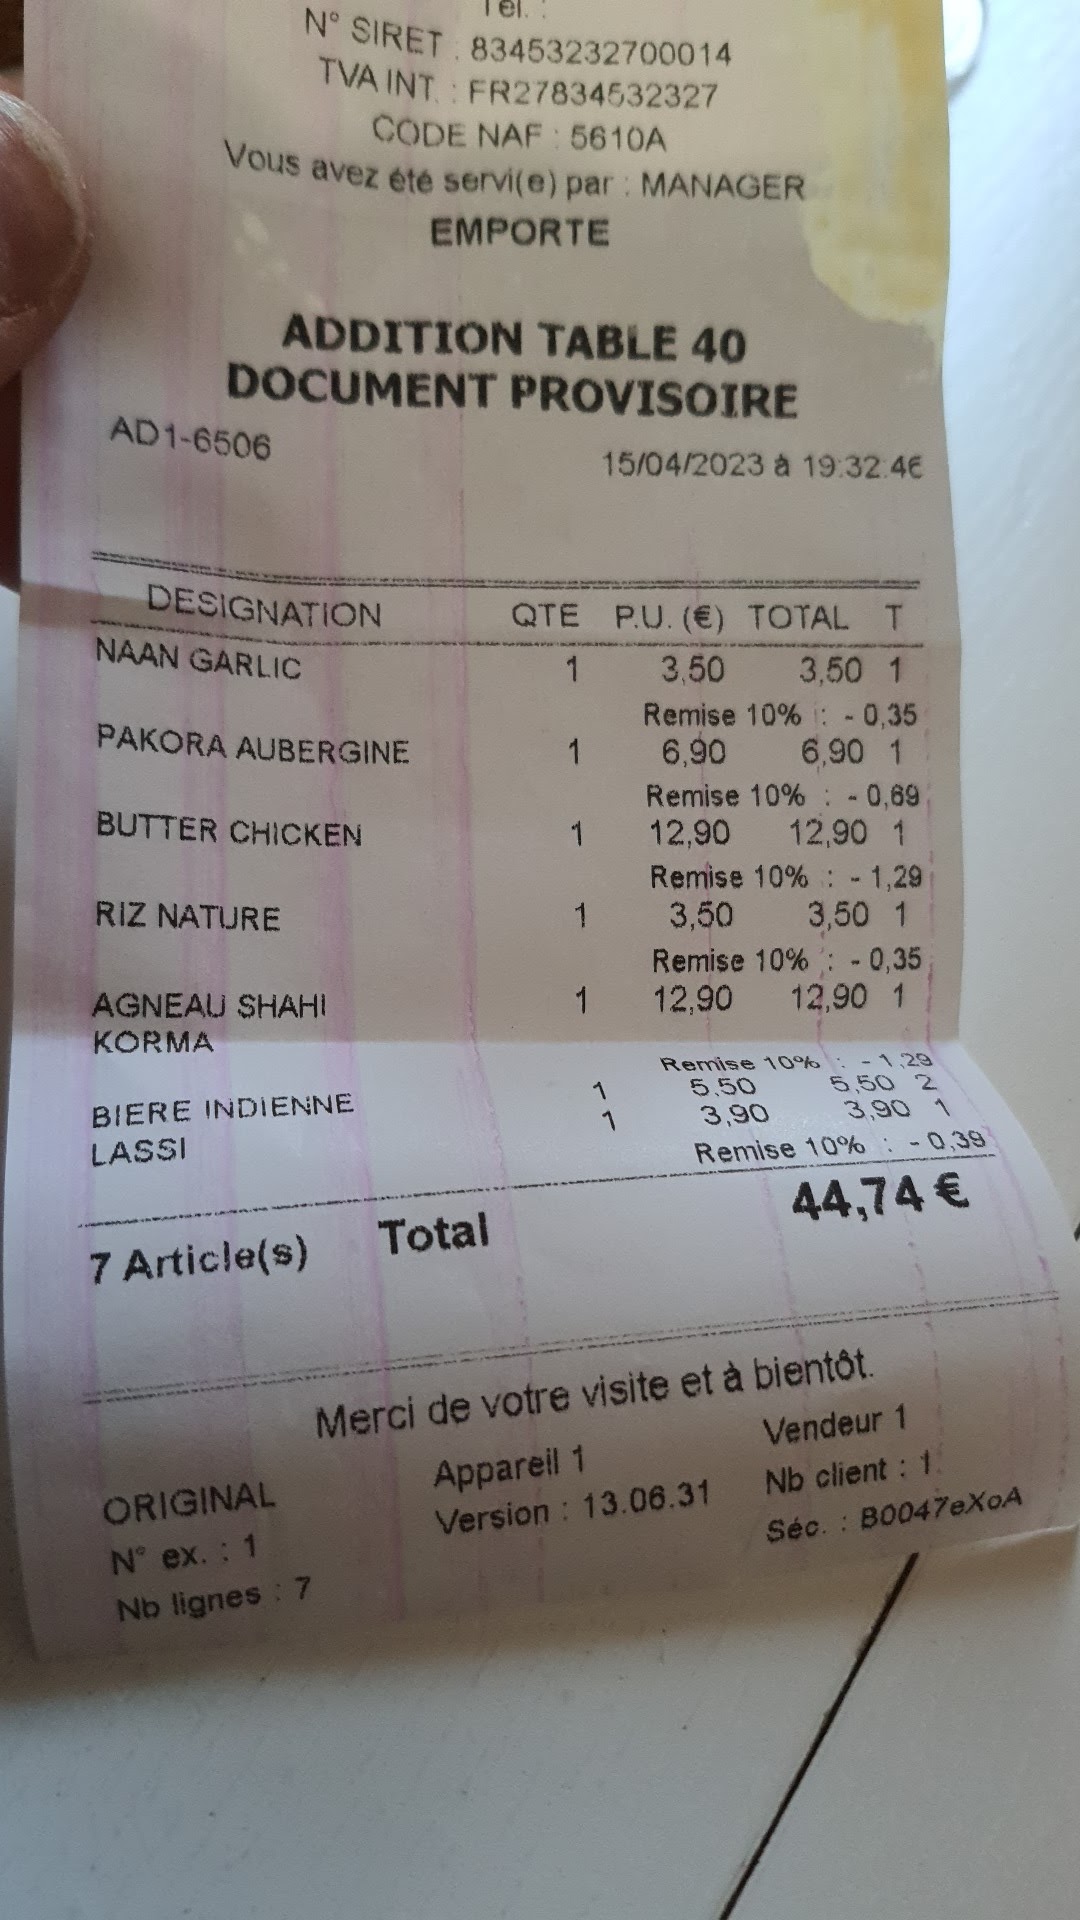 Tel. :
N° SIRET : 83453232700014
TVA INT. : FR27834532327
CODE NAF : 5610A
Vous avez été servi(e) par : MANAGER
EMPORTE
ADDITION TABLE 40
DOCUMENT PROVISOIRE
AD1-6506 15/04/2023 à 19:32:46
DESIGNATION QTE P.U. (€) TOTAL T
NAAN GARLIC 1 3,50 3,50 1
Remise 10% : - 0,35
PAKORA AUBERGINE 1 6,90 6,90 1
Remise 10% : - 0,69
BUTTER CHICKEN 1 12,90 12,90 1
Remise 10% : - 1,29
RIZ NATURE 1 3,50 3,50 1
Remise 10% : - 0,35
AGNEAU SHAHI 1 12,90 12,90 1
KORMA
Remise 10% : - 1,29
BIERE INDIENNE 1 5,50 5,50 2
LASSI 1 3,90 3,90 1
Remise 10% : - 0,39
7 Article(s) Total 44,74 €
Merci de votre visite et à bientôt.
ORIGINAL Appareil 1 Vendeur 1
N° ex. : 1 Version : 13.06.31 Nb client : 1
Nb lignes : 7 Séc. : B0047eXoA